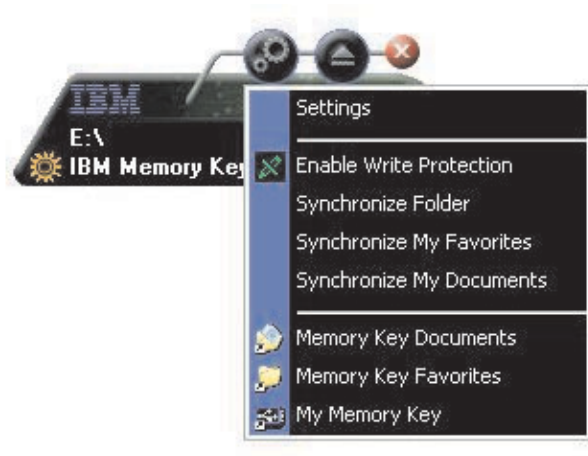 IBM
E:\
IBM Memory Key
Settings
Enable Write Protection
Synchronize Folder
Synchronize My Favorites
Synchronize My Documents
Memory Key Documents
Memory Key Favorites
My Memory Key